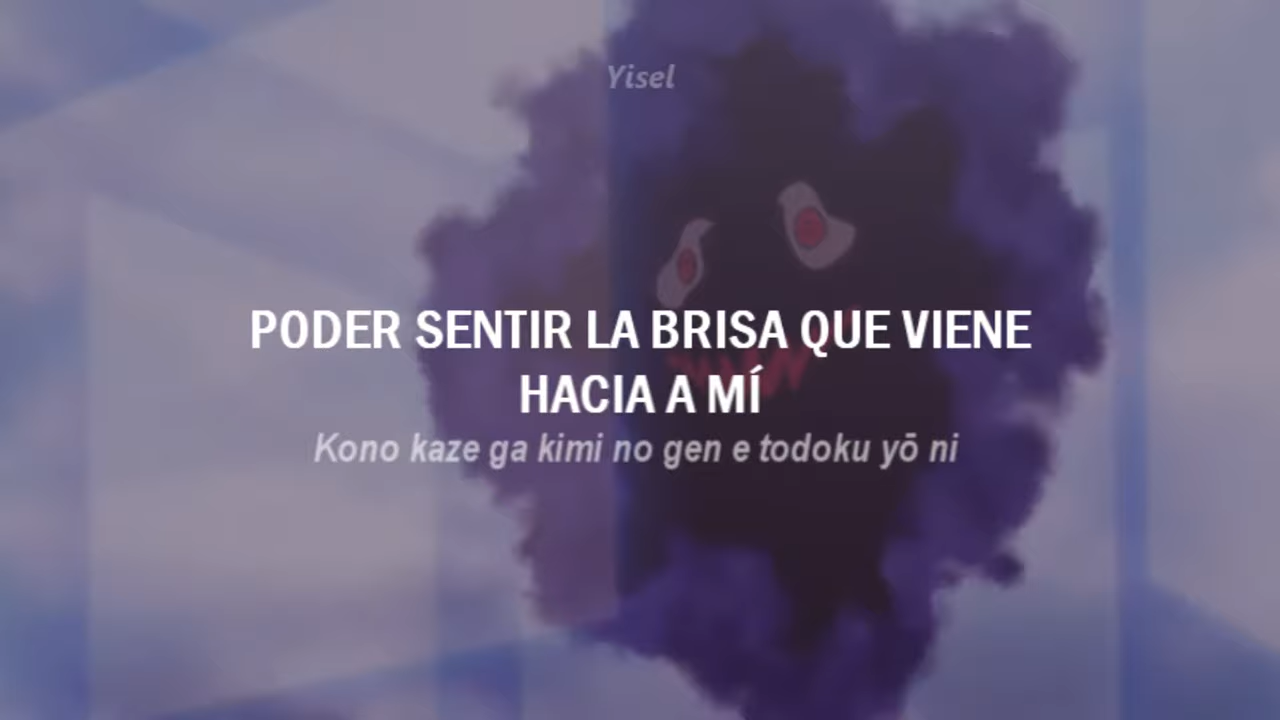 Yisel
PODER SENTIR LA BRISA QUE VIENE
HACIA A MÍ
Kono kaze ga kimi no gen e todoku yō ni